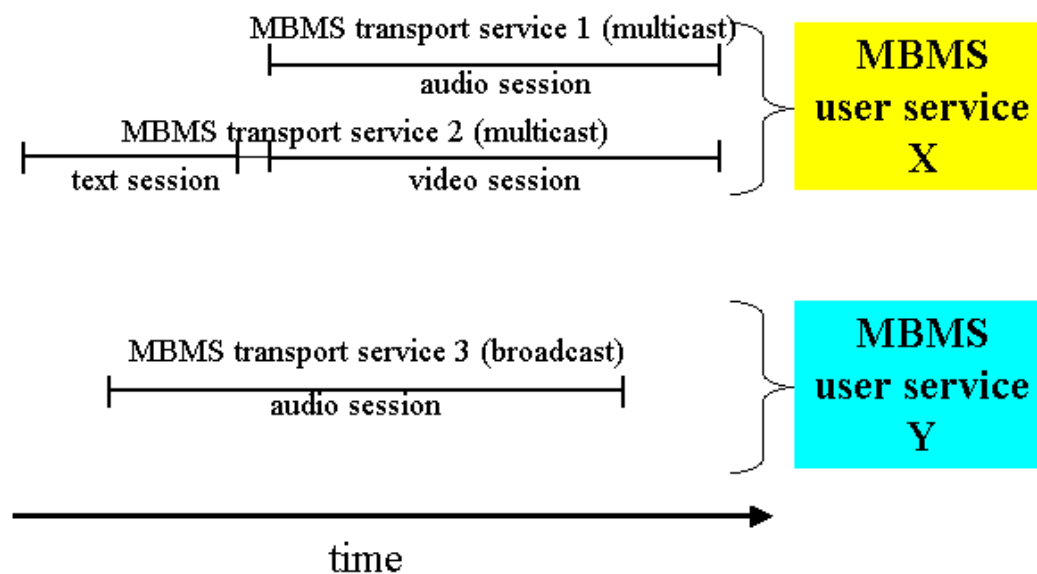 MBMS transport service 1 (multicast)
audio session
MBMS transport service 2 (multicast)
text session
video session
MBMS
user service
X
MBMS transport service 3 (broadcast)
audio session
MBMS
user service
Y
time